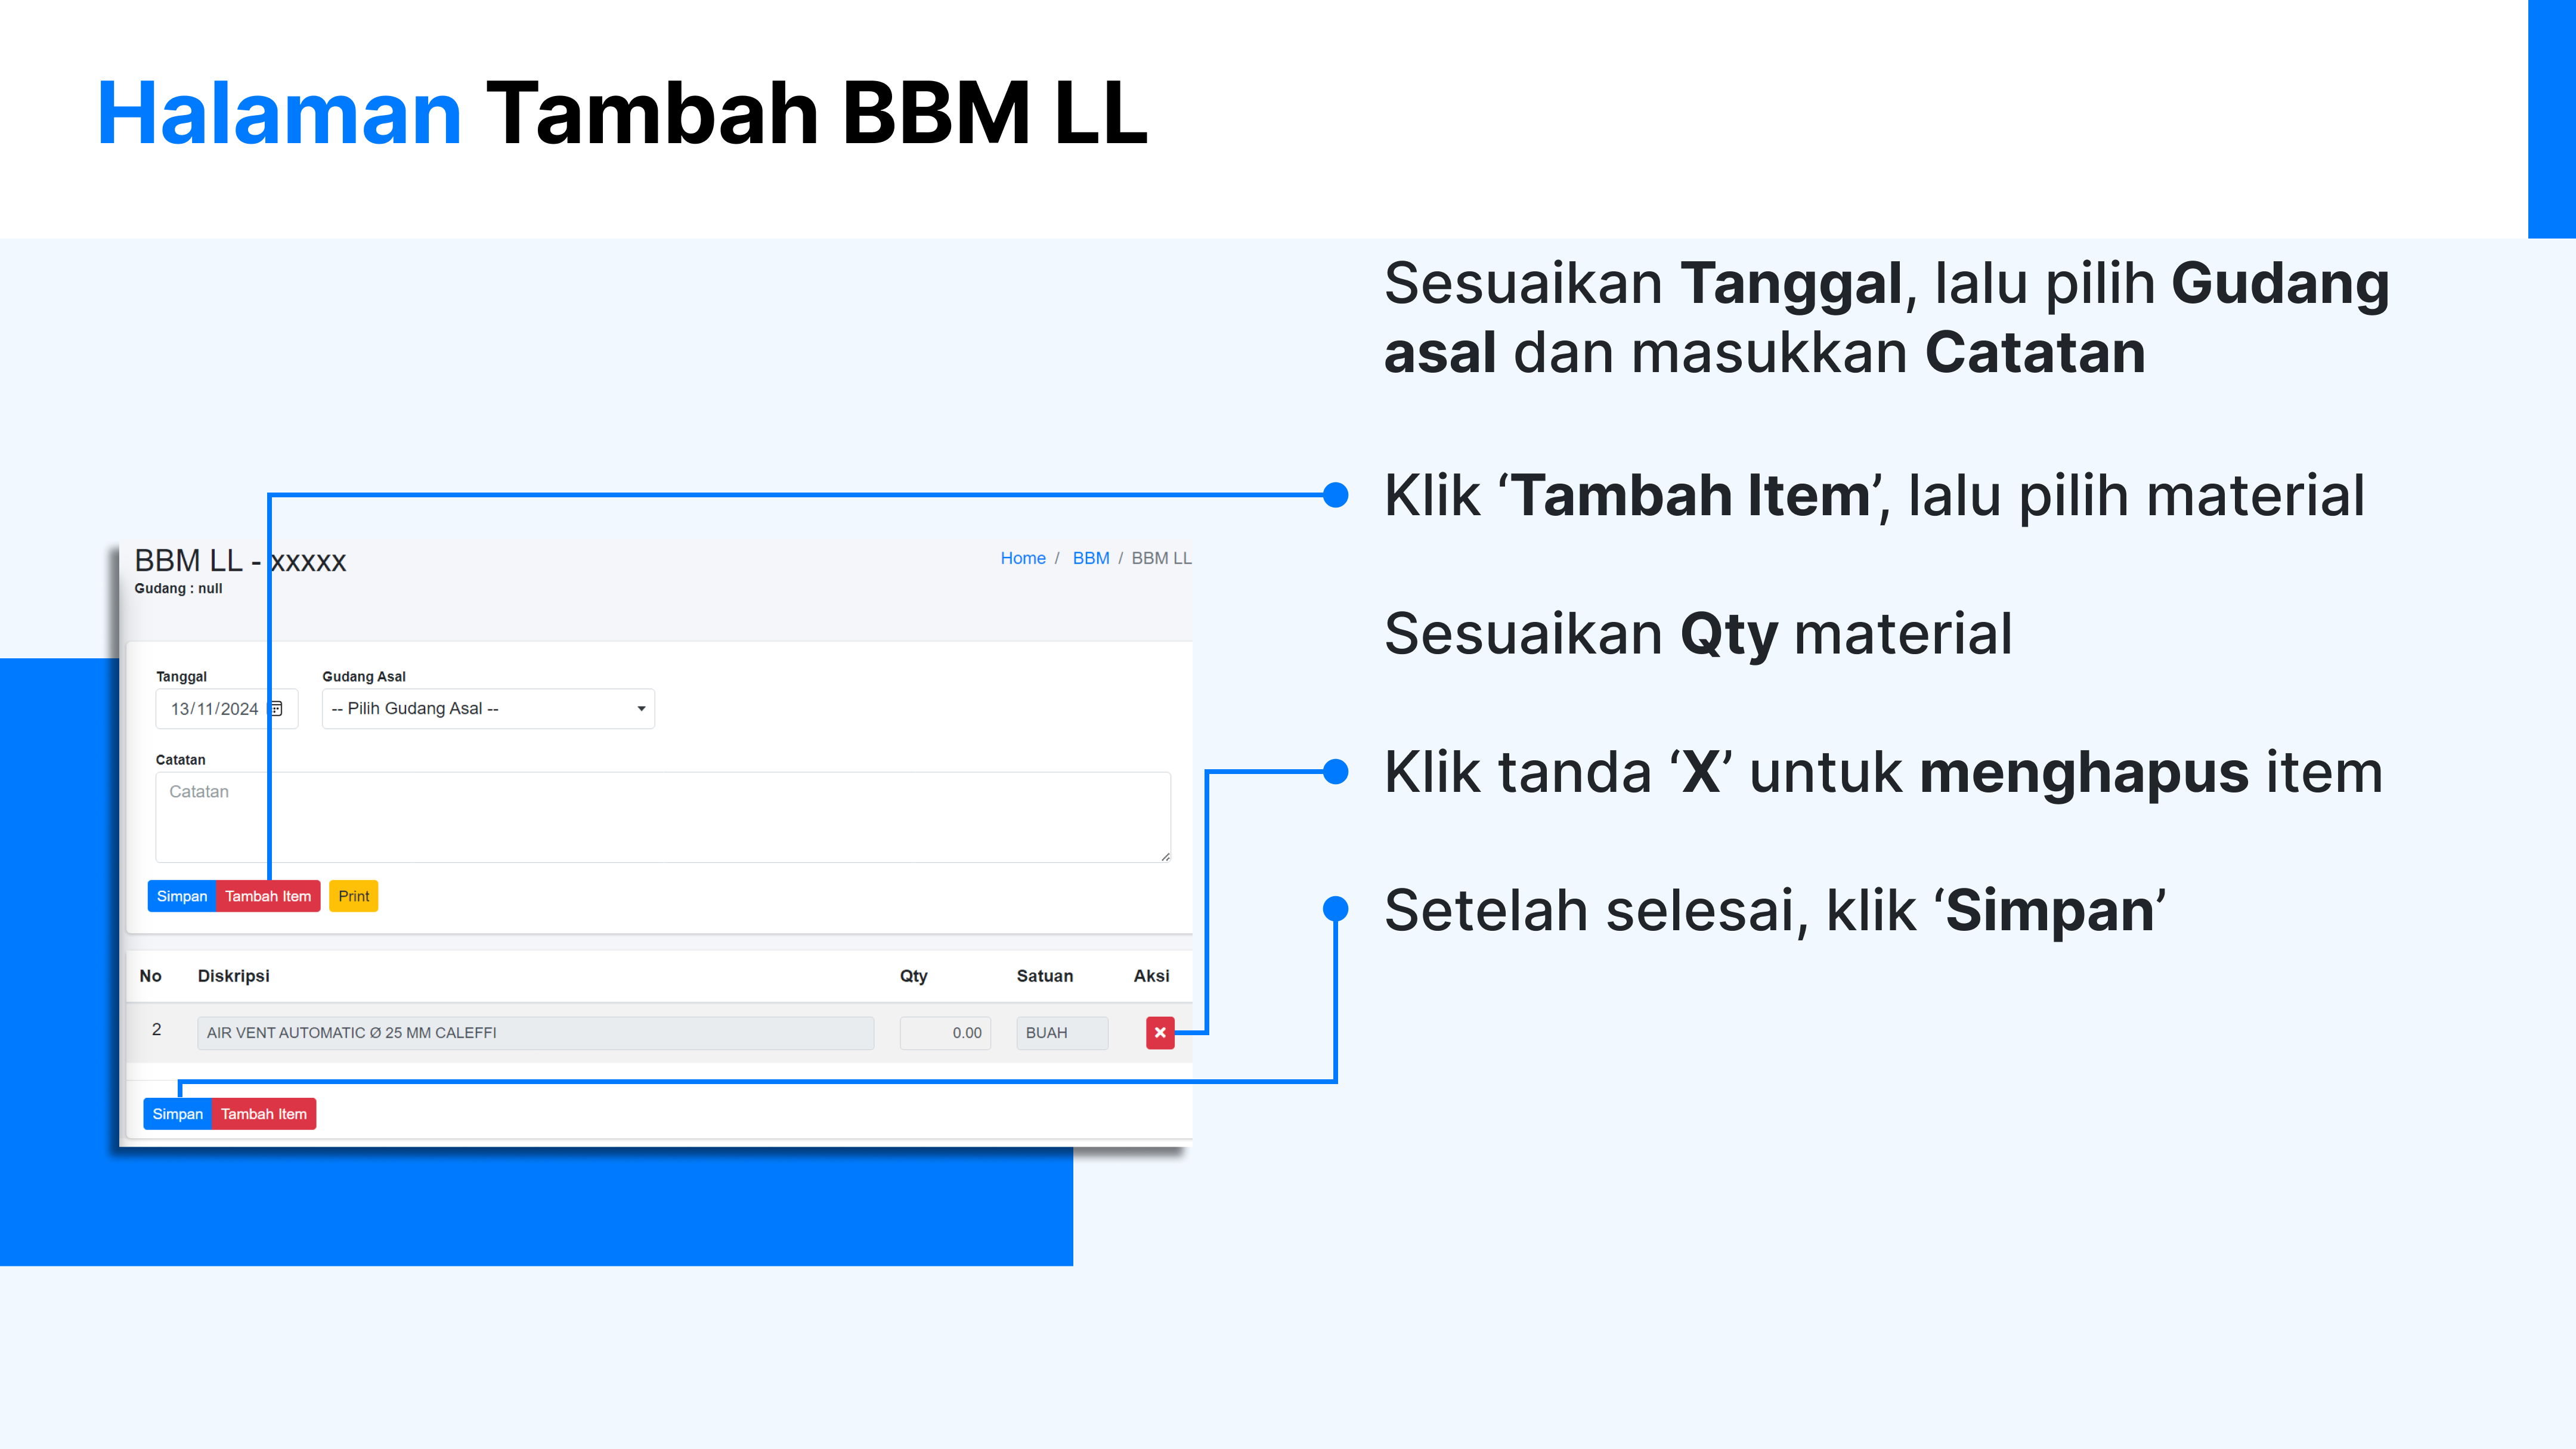 Halaman Tambah BBM LL
Sesuaikan Tanggal, lalu pilih Gudang
asal dan masukkan Catatan
Klik ‘Tambah Item’, lalu pilih material
Sesuaikan Qty material
Klik tanda ‘X’ untuk menghapus item
Setelah selesai, klik ‘Simpan’
BBM LL - xxxxx
Home / BBM / BBM LL
Gudang : null
Tanggal Gudang Asal
13/11/2024 -- Pilih Gudang Asal --
Catatan
Catatan
Simpan Tambah Item Print
No Diskripsi Qty Satuan Aksi
2 AIR VENT AUTOMATIC Ø 25 MM CALEFFI 0.00 BUAH
Simpan Tambah Item